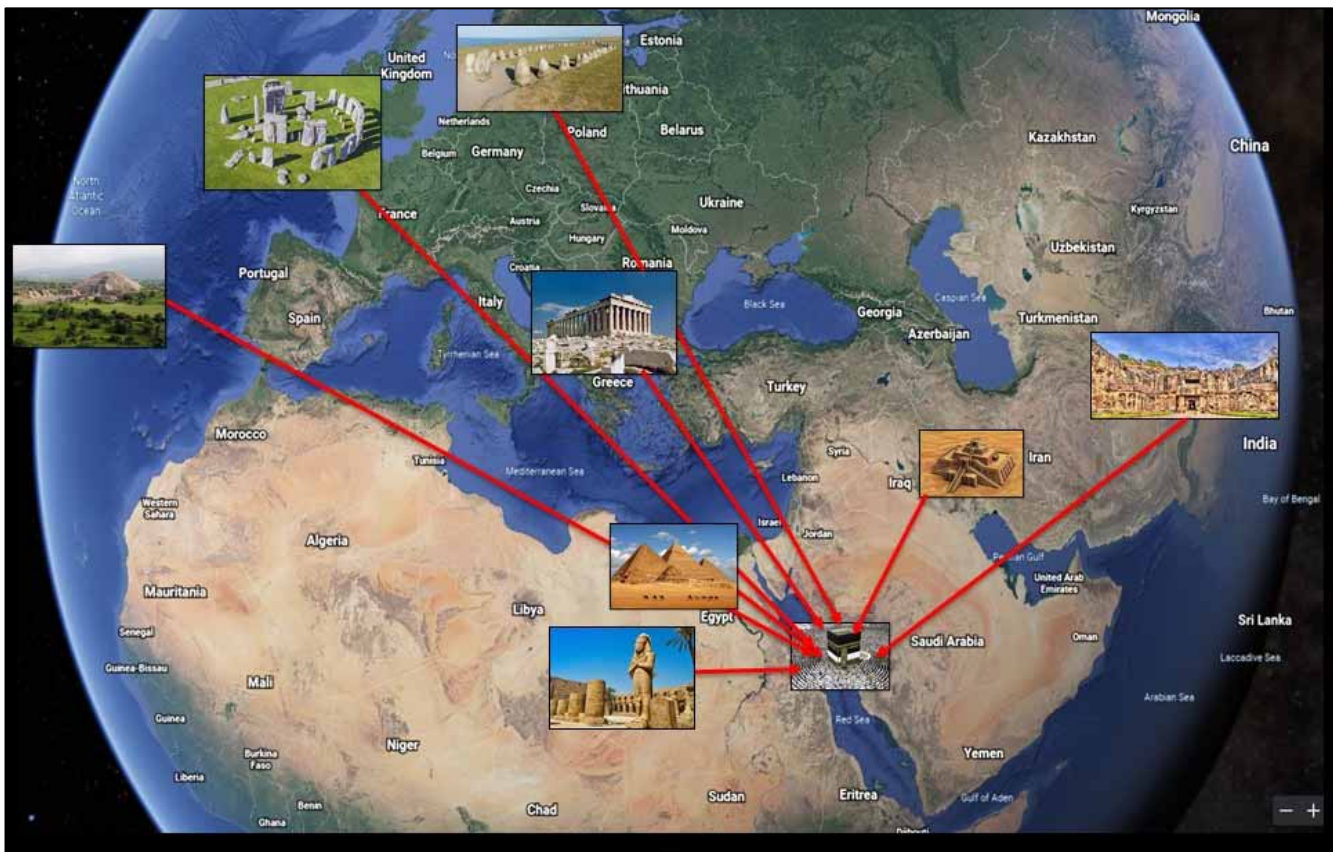 Mongolia
Estonia
United
Kingdom
No
huania
Netherlands
Poland
Belarus
Kazakhstan
China
Belgium
Germany
North
Atlantic
Ocean
Czechia
France
Slovakia
Ukraine
Kyrgyzstan
Austria
Moldova
Hungary
Uzbekistan
Portugal
Croatia
Romania
Italy
Black Sea
Caspian Sea
Georgia
Turkmenistan
Bhutan
Spain
Azerbaijan
Tyrrhenian Sea
Greece
Turkey
Morocco
India
Tunisia
Mediterranean Sea
Syria
Iran
Lebanon
Iraq
Western
Sahara
Bay of Bengal
Israel
Jordan
Algeria
Persian Gulf
United Arab
Emirates
Mauritania
Libya
Egypt
Sri Lanka
Senegal
Saudi Arabia
Oman
Guinea-Bissau
Laccadive Sea
Mali
Arabian Sea
Guinea
Red Sea
Niger
Yemen
Burkina
Faso
Liberia
Sudan
Eritrea
Gulf of Aden
Benin
Chad
Ghana
Djibouti
− +